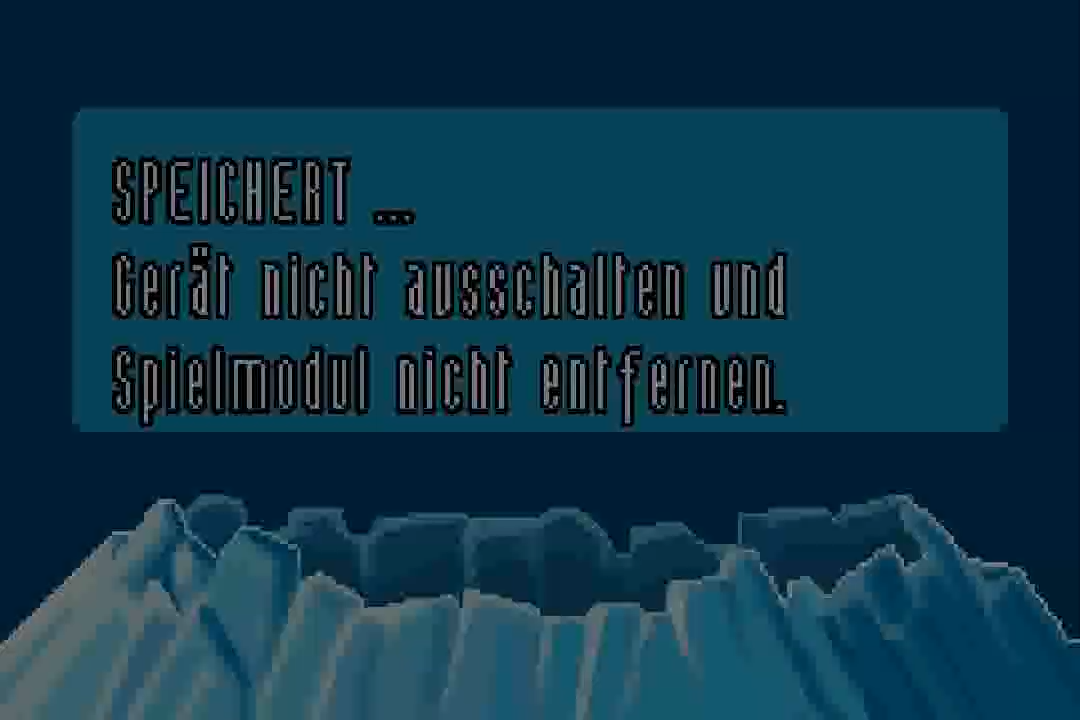 SPEICHERT ...
Gerät nicht ausschalten und
Spielmodul nicht entfernen.